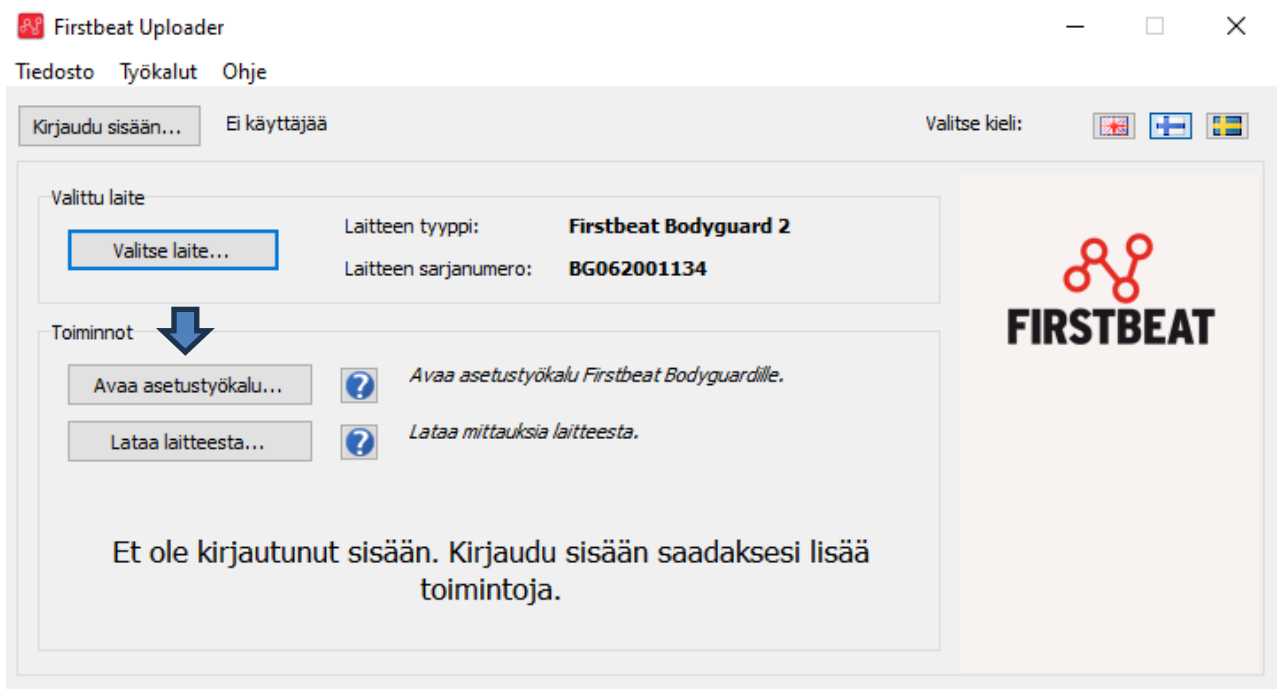 Firstbeat Uploader
Tiedosto Työkalut Ohje
Kirjaudu sisään... Ei käyttäjää Valitse kieli:
Valittu laite
Valitse laite...
Laitteen tyyppi: Firstbeat Bodyguard 2
Laitteen sarjanumero: BG062001134
FIRSTBEAT
Toiminnot
Avaa asetustyökalu... ? Avaa asetustyökalu Firstbeat Bodyguardille.
Lataa laitteesta... ? Lataa mittauksia laitteesta.
Et ole kirjautunut sisään. Kirjaudu sisään saadaksesi lisää
toimintoja.